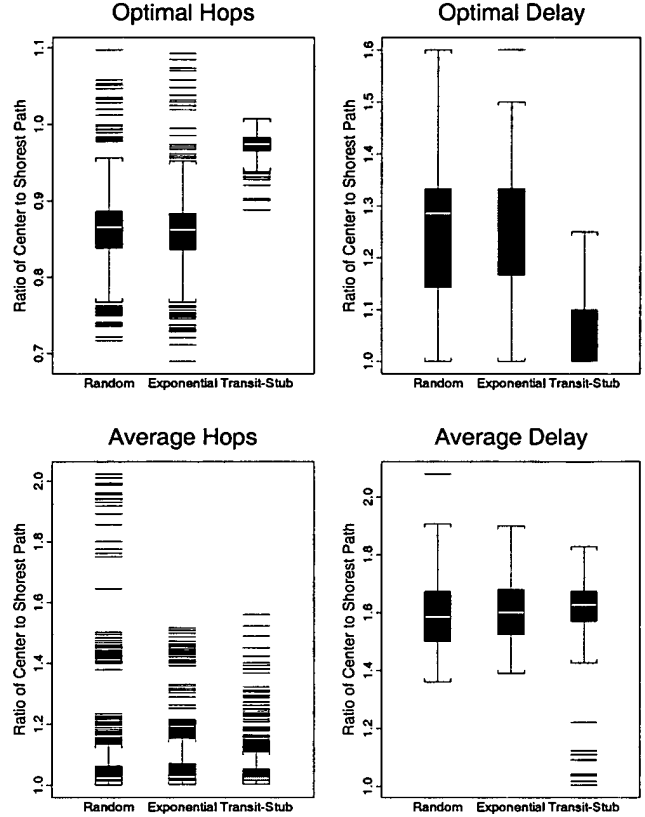 Optimal Hops
Ratio of Center to Shorest Path
1.1
1.0
0.9
0.8
0.7
Random Exponential Transit-Stub
Optimal Delay
Ratio of Center to Shorest Path
1.6
1.5
1.4
1.3
1.2
1.1
1.0
Random Exponential Transit-Stub
Average Hops
Ratio of Center to Shorest Path
2.0
1.8
1.6
1.4
1.2
1.0
Random Exponential Transit-Stub
Average Delay
Ratio of Center to Shorest Path
2.0
1.8
1.6
1.4
1.2
1.0
Random Exponential Transit-Stub